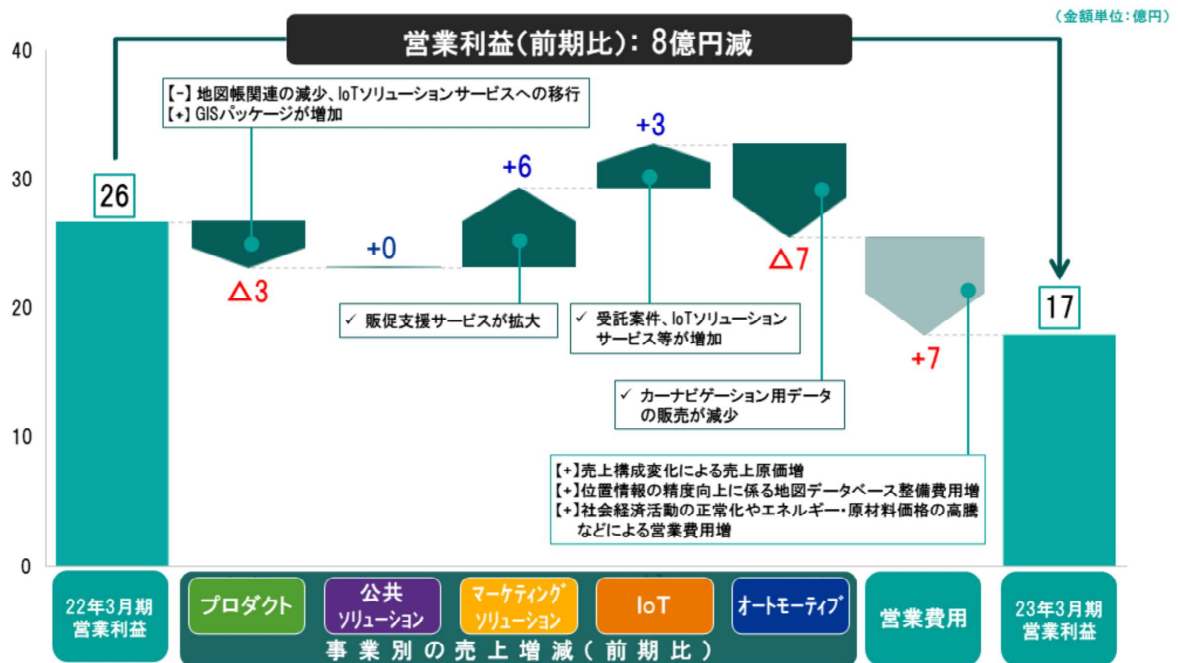 （金額単位：億円）
営業利益（前期比）：8億円減
40
30
20
10
0
【-】地図帳関連の減少、IoTソリューションサービスへの移行
【+】GISパッケージが増加
26
△3
+0
+6
+3
△7
+7
17
✓ 販促支援サービスが拡大
✓ 受託案件、IoTソリューション
サービス等が増加
✓ カーナビゲーション用データ
の販売が減少
【+】売上構成変化による売上原価増
【+】位置情報の精度向上に係る地図データベース整備費用増
【+】社会経済活動の正常化やエネルギー・原材料価格の高騰
などによる営業費用増
22年3月期
営業利益
プロダクト
公共
ソリューション
マーケティング
ソリューション
IoT
オートモーティブ
事業別の売上増減（前期比）
営業費用
23年3月期
営業利益